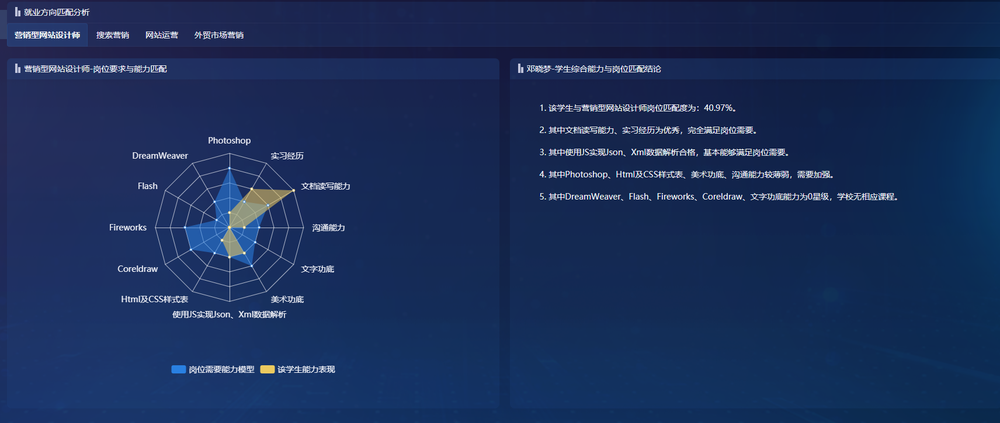 就业方向匹配分析
营销型网站设计师 搜索营销 网站运营 外贸市场营销
营销型网站设计师-岗位要求与能力匹配
Photoshop
DreamWeaver
实习经历
Flash
文档读写能力
Fireworks
沟通能力
Coreldraw
文字功底
Html及CSS样式表
美术功底
使用JS实现Json、Xml数据解析
岗位需要能力模型 该学生能力表现
邓晓梦-学生综合能力与岗位匹配结论
1. 该学生与营销型网站设计师岗位匹配度为：40.97%。
2. 其中文档读写能力、实习经历为优秀，完全满足岗位需要。
3. 其中使用JS实现Json、Xml数据解析合格，基本能够满足岗位需要。
4. 其中Photoshop、Html及CSS样式表、美术功底、沟通能力较薄弱，需要加强。
5. 其中DreamWeaver、Flash、Fireworks、Coreldraw、文字功底能力为0星级，学校无相应课程。